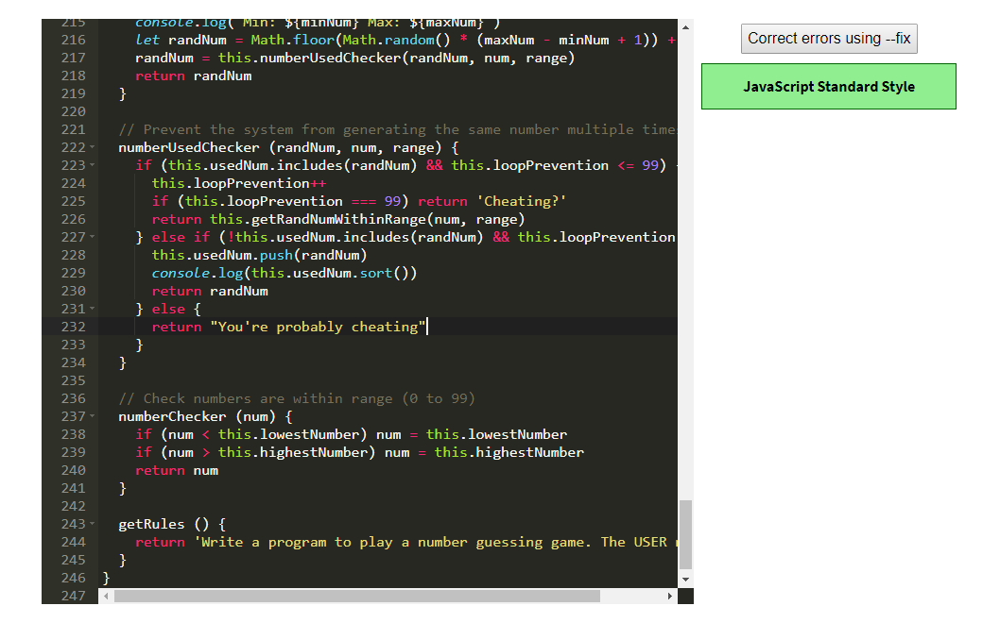 215 console.log(`Min: ${minNum} Max: ${maxNum}`)
216 let randNum = Math.floor(Math.random() * (maxNum - minNum + 1)) +
217 randNum = this.numberUsedChecker(randNum, num, range)
218 return randNum
219 }
220
221 // Prevent the system from generating the same number multiple times
222 numberUsedChecker (randNum, num, range) {
223 if (this.usedNum.includes(randNum) && this.loopPrevention <= 99) {
224 this.loopPrevention++
225 if (this.loopPrevention === 99) return 'Cheating?'
226 return this.getRandNumWithinRange(num, range)
227 } else if (!this.usedNum.includes(randNum) && this.loopPrevention
228 this.usedNum.push(randNum)
229 console.log(this.usedNum.sort())
230 return randNum
231 } else {
232 return "You're probably cheating"
233 }
234 }
235
236 // Check numbers are within range (0 to 99)
237 numberChecker (num) {
238 if (num < this.lowestNumber) num = this.lowestNumber
239 if (num > this.highestNumber) num = this.highestNumber
240 return num
241 }
242
243 getRules () {
244 return 'Write a program to play a number guessing game. The USER
245 }
246 }
247
Correct errors using --fix
JavaScript Standard Style